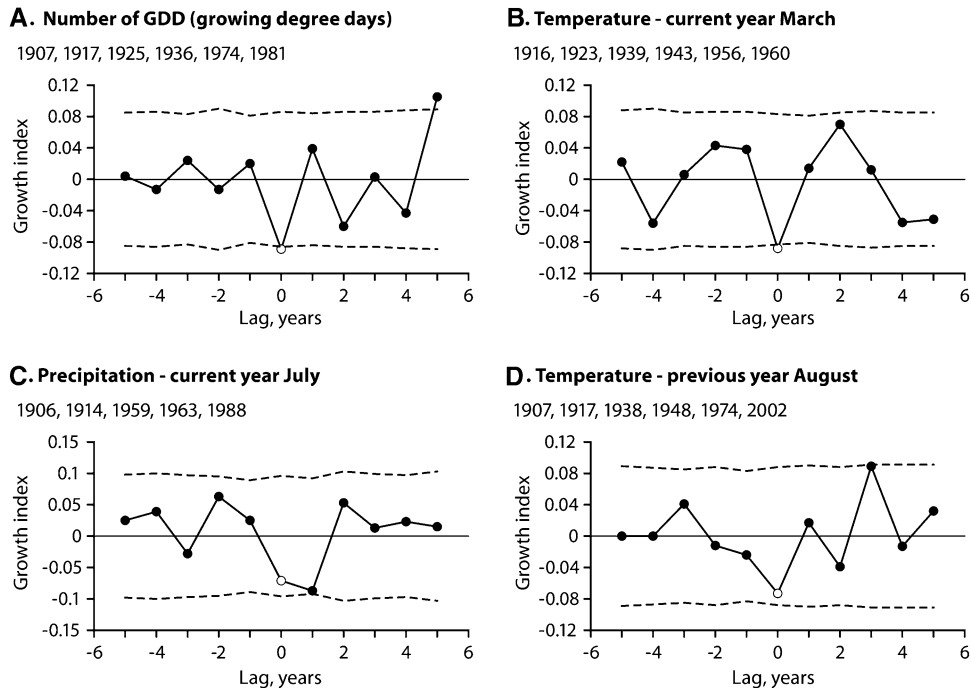 A. Number of GDD (growing degree days)
1907, 1917, 1925, 1936, 1974, 1981
0.12
0.08
0.04
0
-0.04
-0.08
-0.12
Growth index
-6 -4 -2 0 2 4 6
Lag, years
B. Temperature - current year March
1916, 1923, 1939, 1943, 1956, 1960
0.12
0.08
0.04
0
-0.04
-0.08
-0.12
Growth index
-6 -4 -2 0 2 4 6
Lag, years
C. Precipitation - current year July
1906, 1914, 1959, 1963, 1988
0.15
0.1
0.05
0
-0.05
-0.1
-0.15
Growth index
-6 -4 -2 0 2 4 6
Lag, years
D. Temperature - previous year August
1907, 1917, 1938, 1948, 1974, 2002
0.12
0.08
0.04
0
-0.04
-0.08
-0.12
Growth index
-6 -4 -2 0 2 4 6
Lag, years